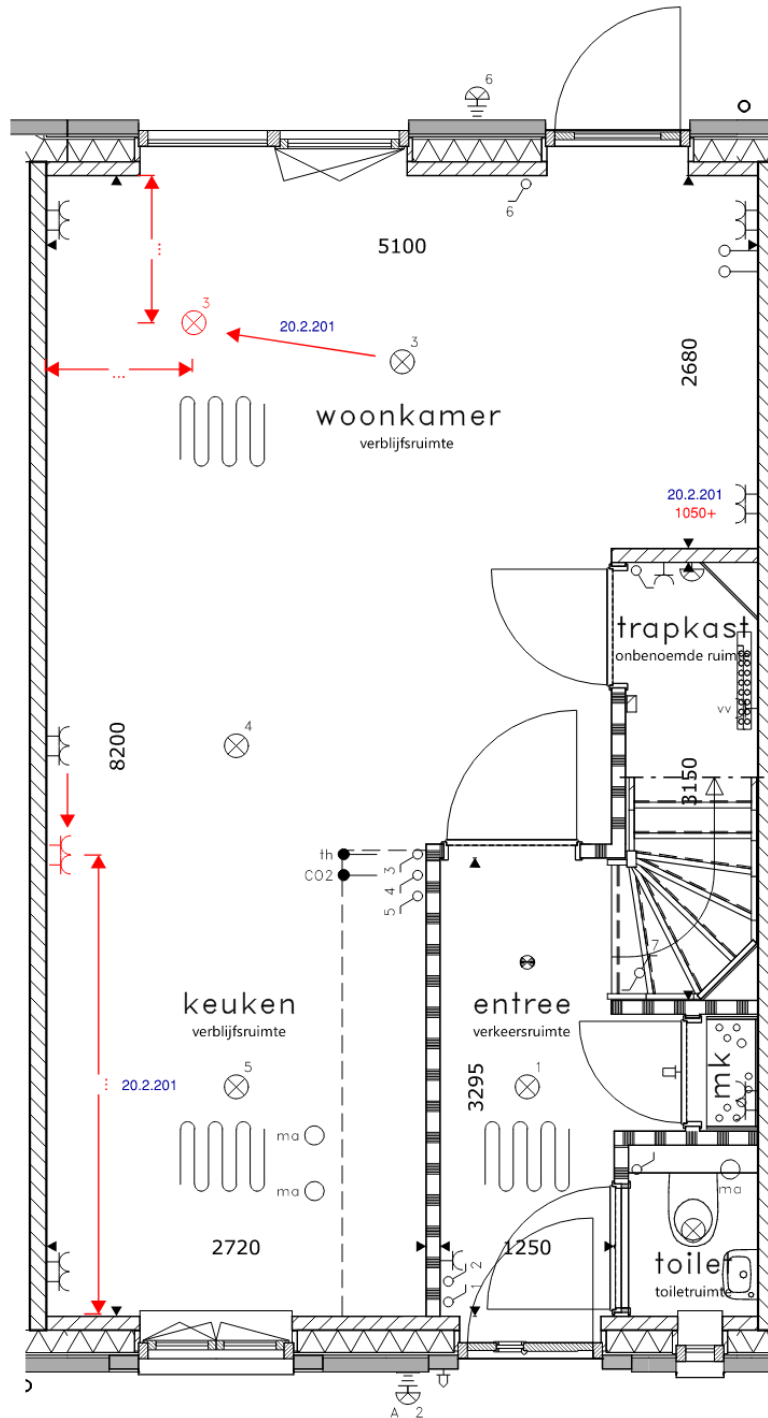 6
6
5100
...
3
20.2.201
3
...
2680
woonkamer
verblijfsruimte
20.2.201
1050+
trapkast
onbenoemde ruimte
vv
4
8200
3150
th
CO2
3
4
5
7
keuken
verblijfsruimte
entree
verkeersruimte
mk
5
1
3295
...
20.2.201
ma
ma
ma
2720
1250
2
1
toilet
toiletruimte
A
2